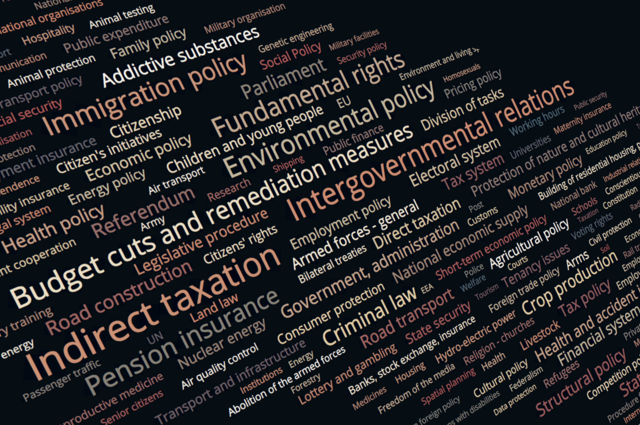 National organisations
Hospitality
Animal testing
Military organisation
Public expenditure
Family policy
Genetic engineering
Military facilities
Animal protection
Addictive substances
Social Policy
Security policy
Immigration policy
Parliament
Environment and living
Homosexuals
Citizenship
Fundamental rights
Pricing policy
Citizen's initiatives
Children and young people
EU
Economic policy
Environmental policy
Division of tasks
Energy policy
Air transport
Public finance
Working hours
Public security
Research
Shipping
Intergovernmental relations
Maternity insurance
Health policy
Referendum
Budget cuts and remediation measures
Electoral system
Universities
Education policy
Army
Tax system
Protection of nature and cultural
Legislative procedure
Employment policy
Monetary policy
Building of residential housing
Road construction
Citizens' rights
Armed forces - general
Post
National bank
Bilateral treaties
Direct taxation
Customs
Schools
Indirect taxation
Government, administration
National economic supply
Short-term economic policy
Taxation
Land law
Agricultural policy
Voting rights
Police
Courts
Welfare
Civil protection
UN
Consumer protection
EEA
Tenancy issues
Pension insurance
Criminal law
Tourism
Arms
Soil
Nuclear energy
Road transport
Foreign trade policy
Crop production
energy
State security
Passenger traffic
Air quality control
Energy
Banks, stock exchange, insurance
Hydro-electric power
Tax policy
Transport and infrastructure
Institutions
Religion - churches
Abolition of the armed forces
Housing
Health
Livestock
Health and accident
Forestry
Lottery and gambling
Freedom of the media
Financial system
Medicines
Spatial planning
Cultural policy
Federalism
Refugees
Structural policy
Data protection
Senior citizens
foreign policy
with disabilities
Competition